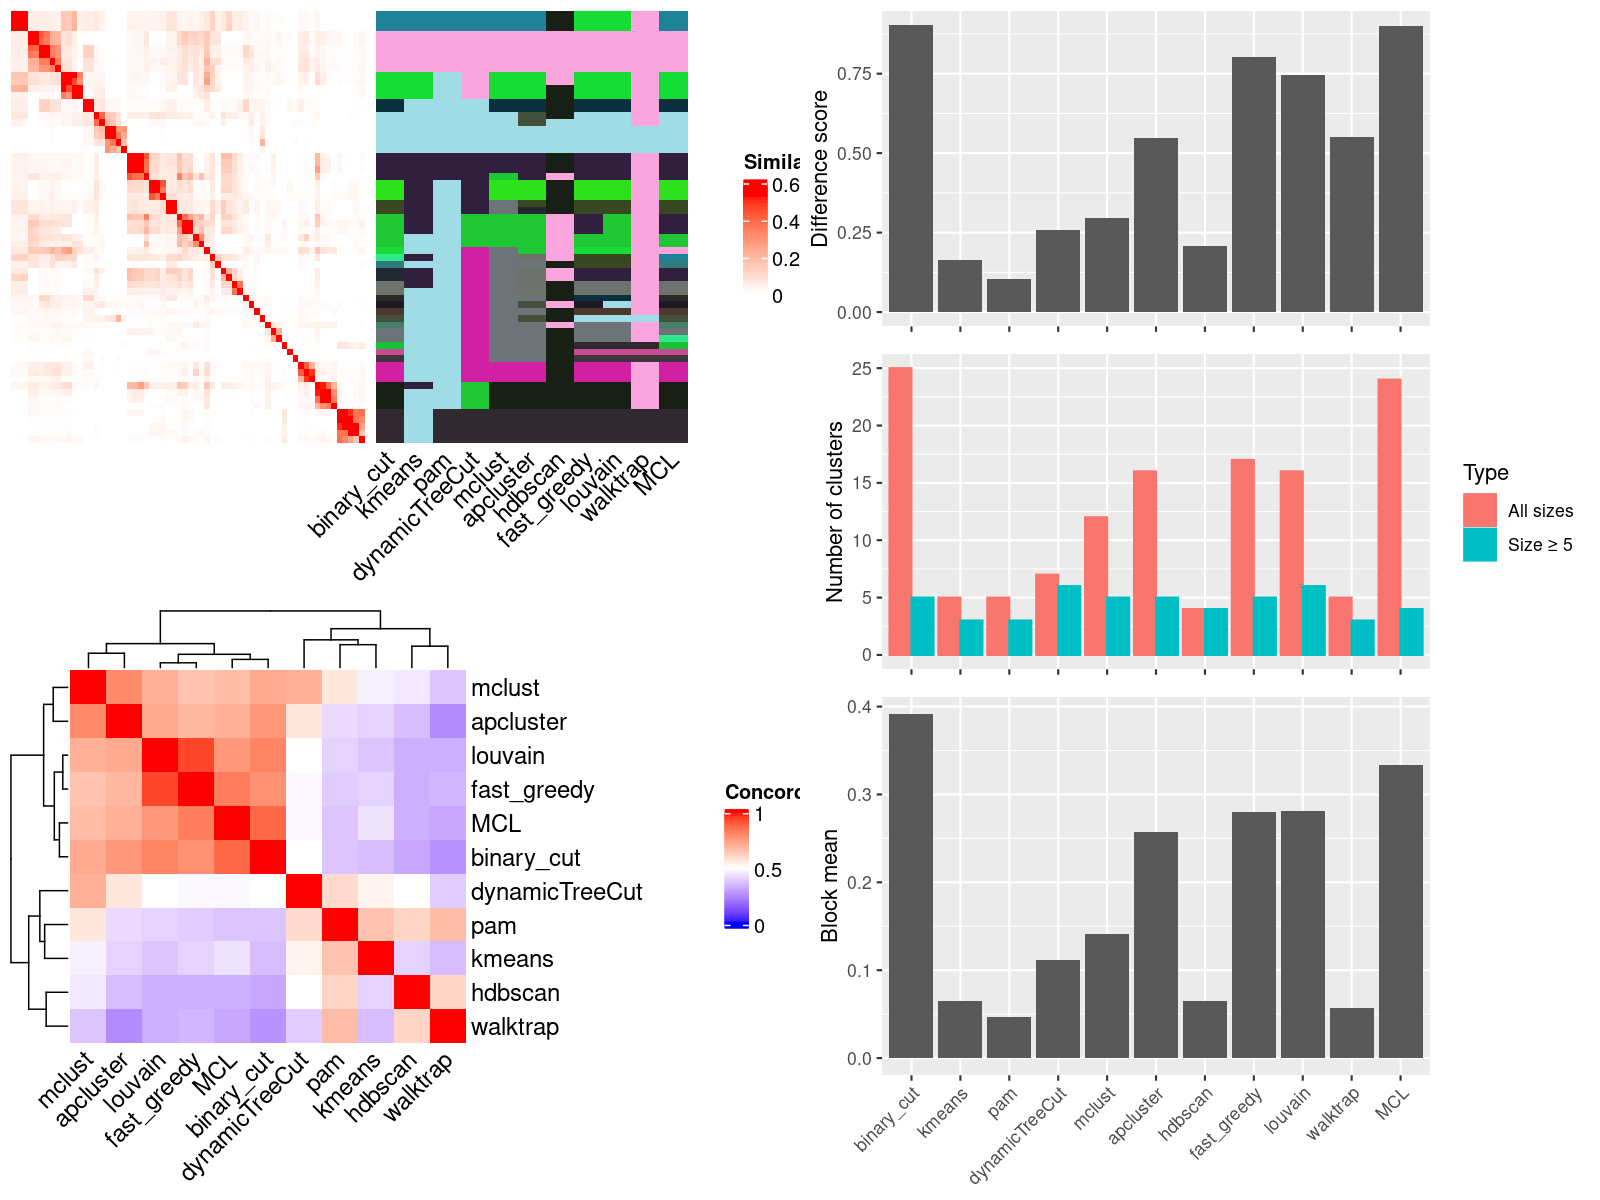 Simila
0.6
0.4
0.2
0
binary_cut
kmeans
pam
dynamicTreeCut
mclust
apcluster
hdbscan
fast_greedy
louvain
walktrap
MCL
mclust
apcluster
louvain
fast_greedy
MCL
binary_cut
dynamicTreeCut
pam
kmeans
hdbscan
walktrap
mclust
apcluster
louvain
fast_greedy
MCL
binary_cut
dynamicTreeCut
pam
kmeans
hdbscan
walktrap
Concord
1
0.5
0
Difference score
0.75
0.50
0.25
0.00
Number of clusters
25
20
15
10
5
0
Type
All sizes
Size ≥ 5
Block mean
0.4
0.3
0.2
0.1
0.0
binary_cut
kmeans
pam
dynamicTreeCut
mclust
apcluster
hdbscan
fast_greedy
louvain
walktrap
MCL